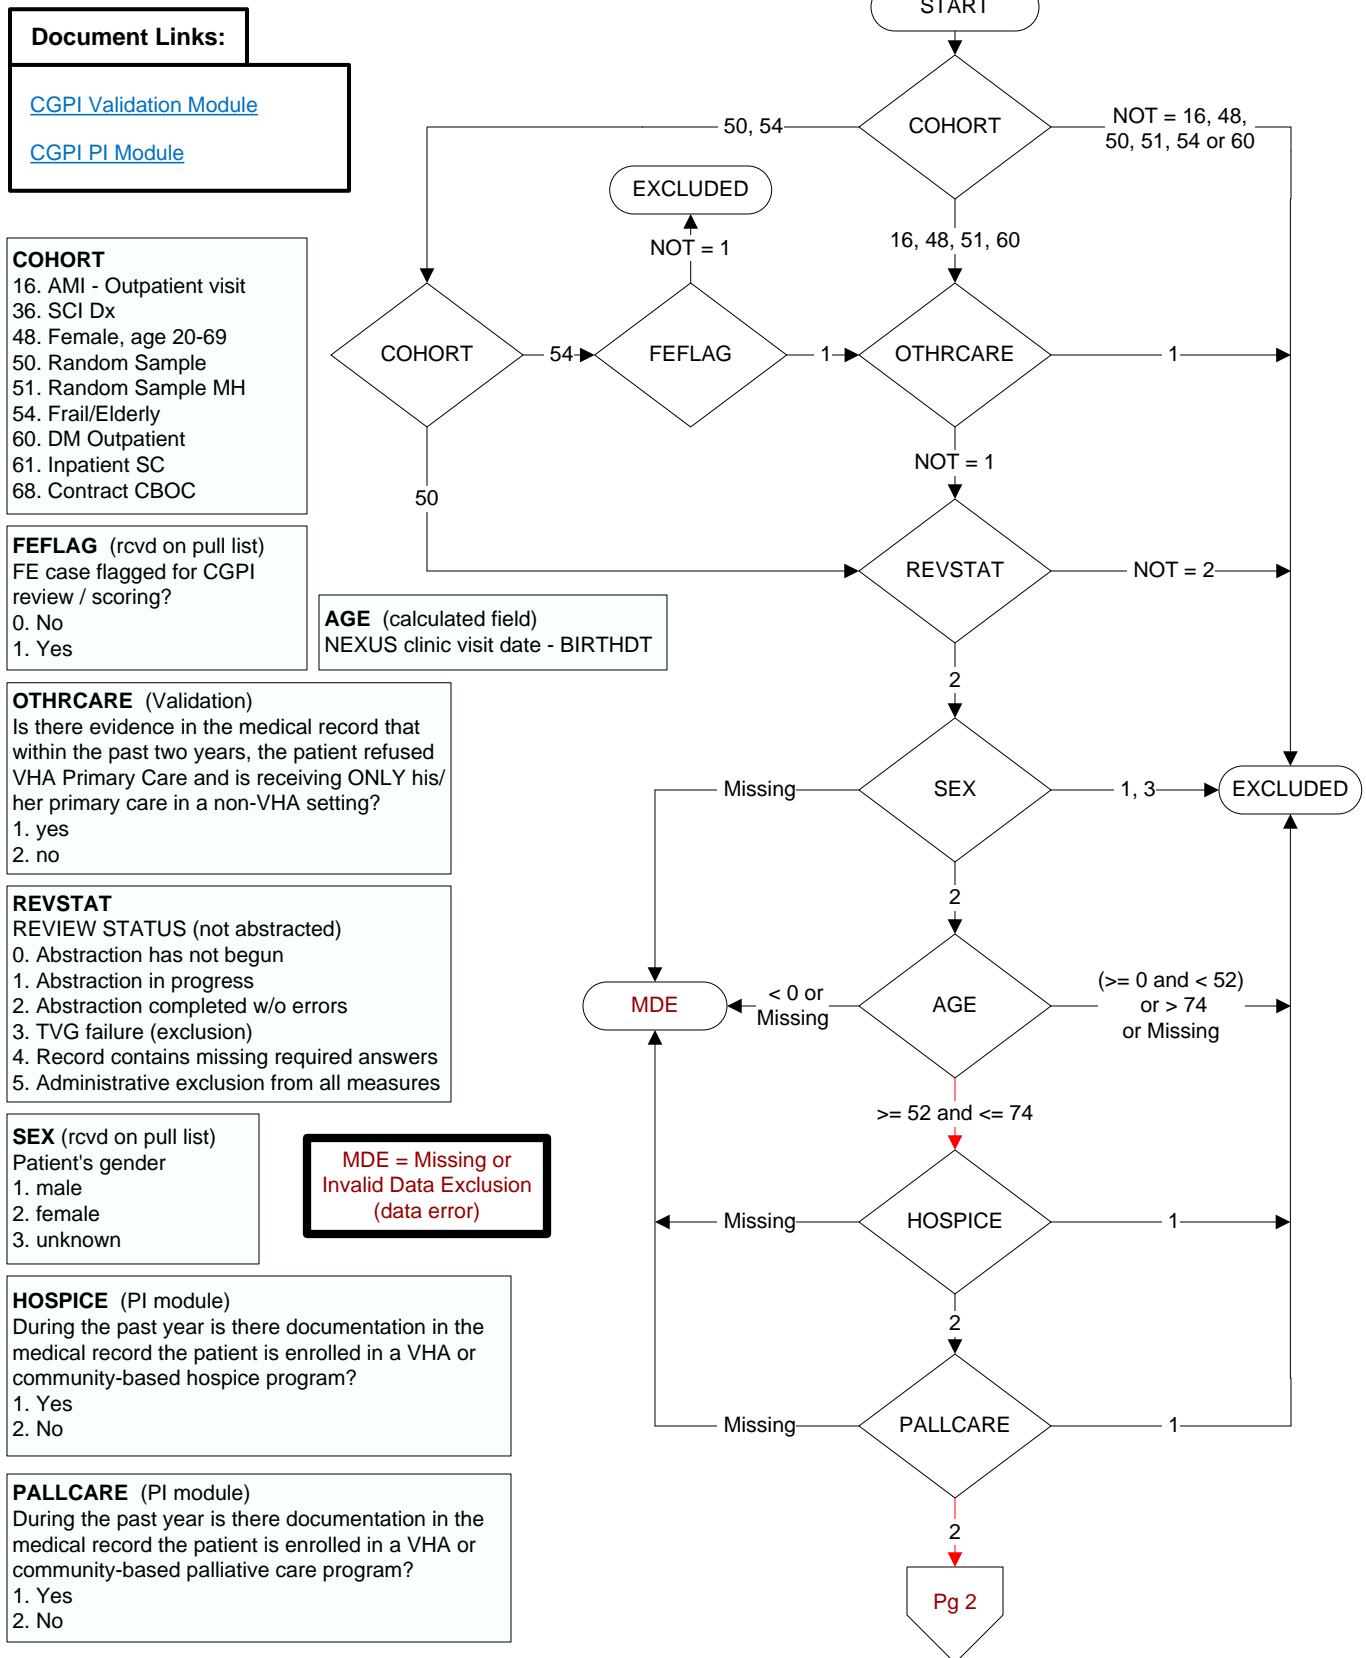 START
Document Links:
CGPI Validation Module
CGPI PI Module
COHORT
50, 54
NOT = 16, 48,
50, 51, 54 or 60
EXCLUDED
NOT = 1
16, 48, 51, 60
COHORT
54
FEFLAG
1
OTHRCARE
1
NOT = 1
50
REVSTAT
NOT = 2
2
SEX
Missing
1, 3
EXCLUDED
2
AGE
MDE
< 0 or
Missing
(>= 0 and < 52)
or > 74
or Missing
>= 52 and <= 74
HOSPICE
Missing
1
2
PALLCARE
Missing
1
2
Pg 2
COHORT
16. AMI - Outpatient visit
36. SCI Dx
48. Female, age 20-69
50. Random Sample
51. Random Sample MH
54. Frail/Elderly
60. DM Outpatient
61. Inpatient SC
68. Contract CBOC
FEFLAG (rcvd on pull list)
FE case flagged for CGPI
review / scoring?
0. No
1. Yes
AGE (calculated field)
NEXUS clinic visit date - BIRTHDT
OTHRCARE (Validation)
Is there evidence in the medical record that
within the past two years, the patient refused
VHA Primary Care and is receiving ONLY his/
her primary care in a non-VHA setting?
1. yes
2. no
REVSTAT
REVIEW STATUS (not abstracted)
0. Abstraction has not begun
1. Abstraction in progress
2. Abstraction completed w/o errors
3. TVG failure (exclusion)
4. Record contains missing required answers
5. Administrative exclusion from all measures
SEX (rcvd on pull list)
Patient's gender
1. male
2. female
3. unknown
MDE = Missing or
Invalid Data Exclusion
(data error)
HOSPICE (PI module)
During the past year is there documentation in the
medical record the patient is enrolled in a VHA or
community-based hospice program?
1. Yes
2. No
PALLCARE (PI module)
During the past year is there documentation in the
medical record the patient is enrolled in a VHA or
community-based palliative care program?
1. Yes
2. No